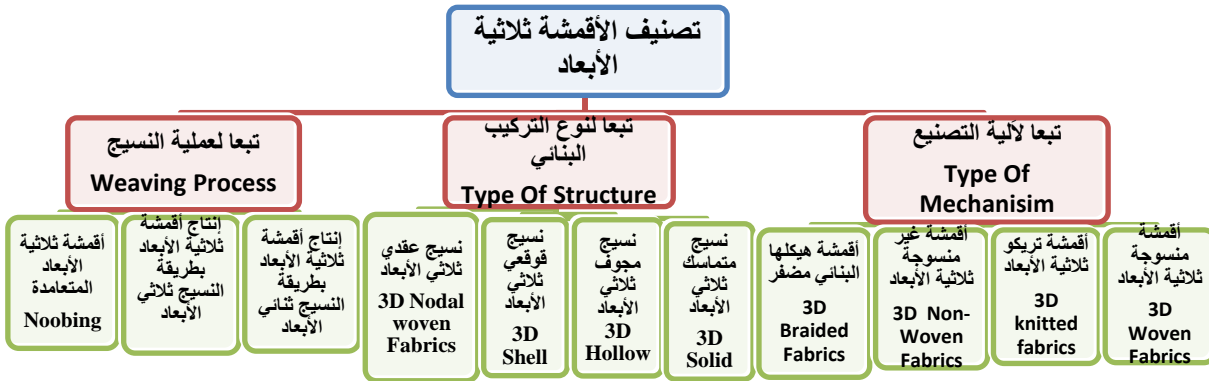 تصنيف الأقمشة ثلاثية
الأبعاد
تبعا لآلية التصنيع
Type Of
Mechanisim
تبعا لنوع التركيب
البنائي
Type Of Structure
تبعا لعملية النسيج
Weaving Process
أقمشة
منسوجة
ثلاثية الأبعاد
3D
Woven
Fabrics
أقمشة تريكو
ثلاثية الأبعاد
3D
knitted
fabrics
أقمشة غير
منسوجة
ثلاثية الأبعاد
3D Non-
Woven
Fabrics
أقمشة هيكلها
البنائي مضفر
3D
Braided
Fabrics
نسيج
متماسك
ثلاثي
الأبعاد
3D
Solid
نسيج
مجوف
ثلاثي
الأبعاد
3D
Hollow
نسيج
قوقعي
ثلاثي
الأبعاد
3D
Shell
نسيج عقدي
ثلاثي الأبعاد
3D Nodal
woven
Fabrics
إنتاج أقمشة
ثلاثية الأبعاد
بطريقة
النسيج ثنائي
الأبعاد
إنتاج أقمشة
ثلاثية الأبعاد
بطريقة
النسيج ثلاثي
الأبعاد
أقمشة ثلاثية
الأبعاد
المتعامدة
Noobing